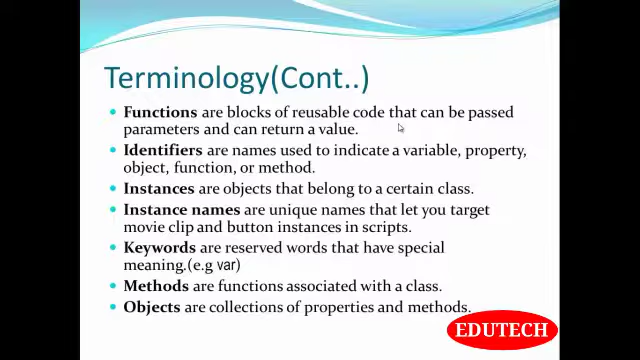 Terminology(Cont..)
Functions are blocks of reusable code that can be passed
parameters and can return a value.
Identifiers are names used to indicate a variable, property,
object, function, or method.
Instances are objects that belong to a certain class.
Instance names are unique names that let you target
movie clip and button instances in scripts.
Keywords are reserved words that have special
meaning.(e.g var)
Methods are functions associated with a class.
Objects are collections of properties and methods.
EDUTECH